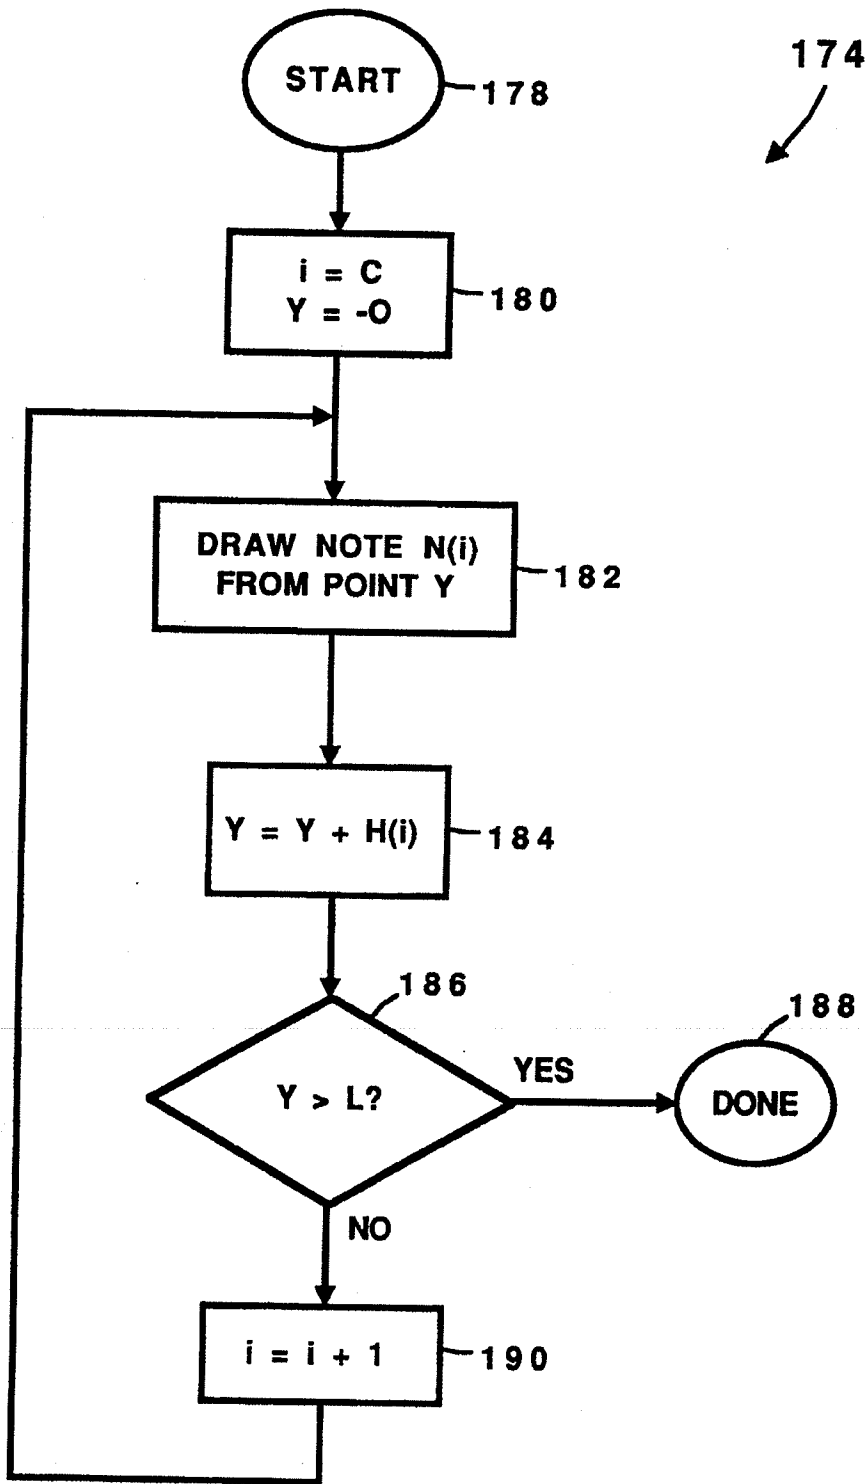 174
START
178
i = C
Y = -O
180
DRAW NOTE N(i)
FROM POINT Y
182
Y = Y + H(i)
184
186
Y > L?
YES
188
DONE
NO
i = i + 1
190